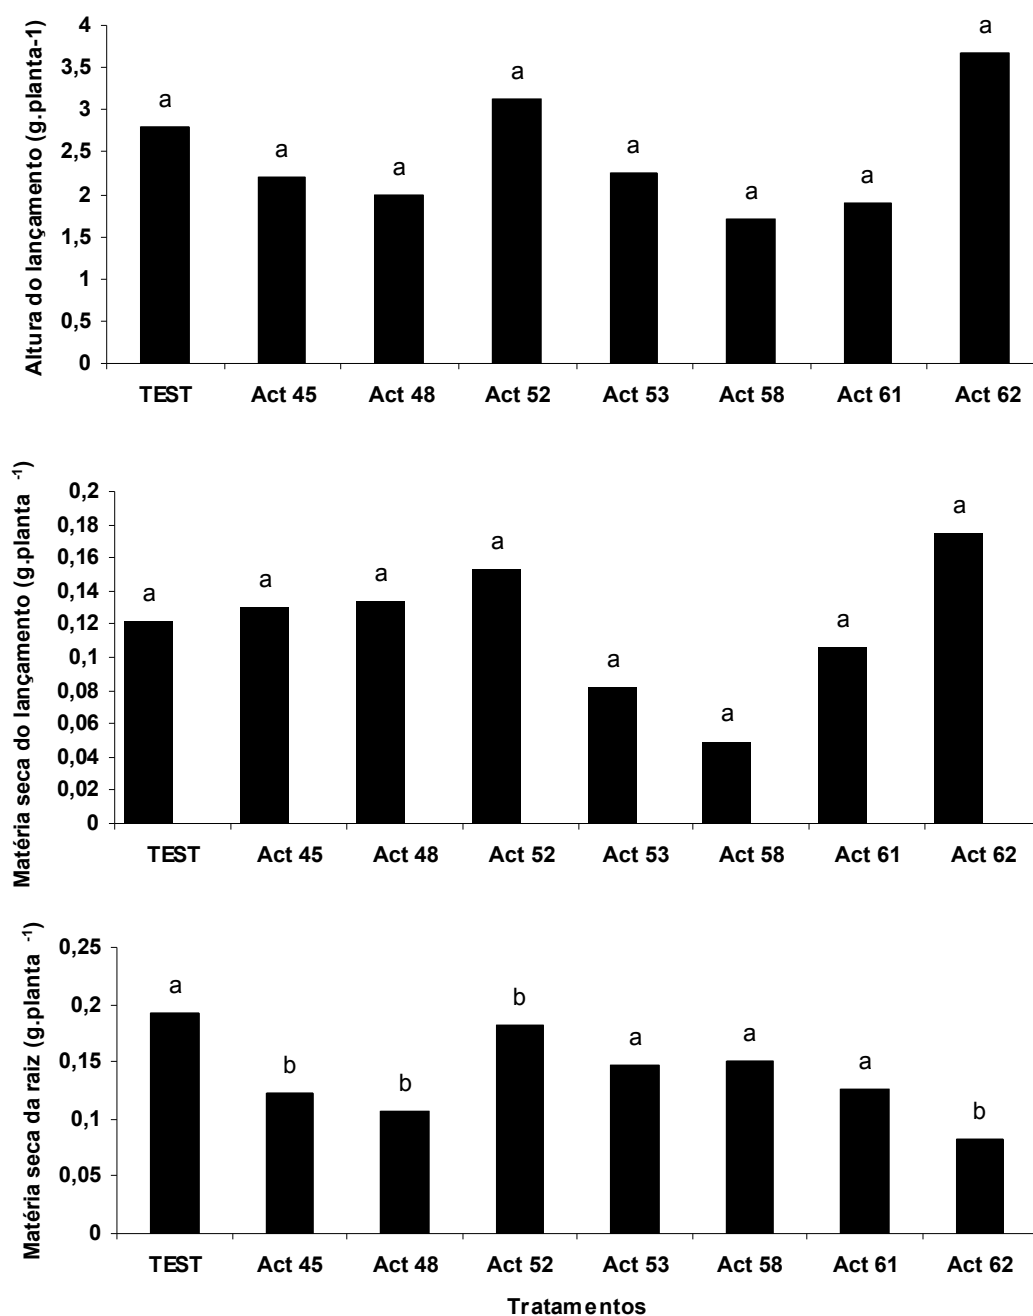 Altura do lançamento (g.planta-1)
4
3,5
3
2,5
2
1,5
1
0,5
0
a
a
a
a
a
a
a
a
TEST Act 45 Act 48 Act 52 Act 53 Act 58 Act 61 Act 62
Matéria seca do lançamento (g.planta -1)
0,2
0,18
0,16
0,14
0,12
0,1
0,08
0,06
0,04
0,02
0
a
a
a
a
a
a
a
a
TEST Act 45 Act 48 Act 52 Act 53 Act 58 Act 61 Act 62
Matéria seca da raiz (g.planta -1)
0,25
0,2
0,15
0,1
0,05
0
a
b
b
b
a
a
a
b
TEST Act 45 Act 48 Act 52 Act 53 Act 58 Act 61 Act 62
Tratamentos